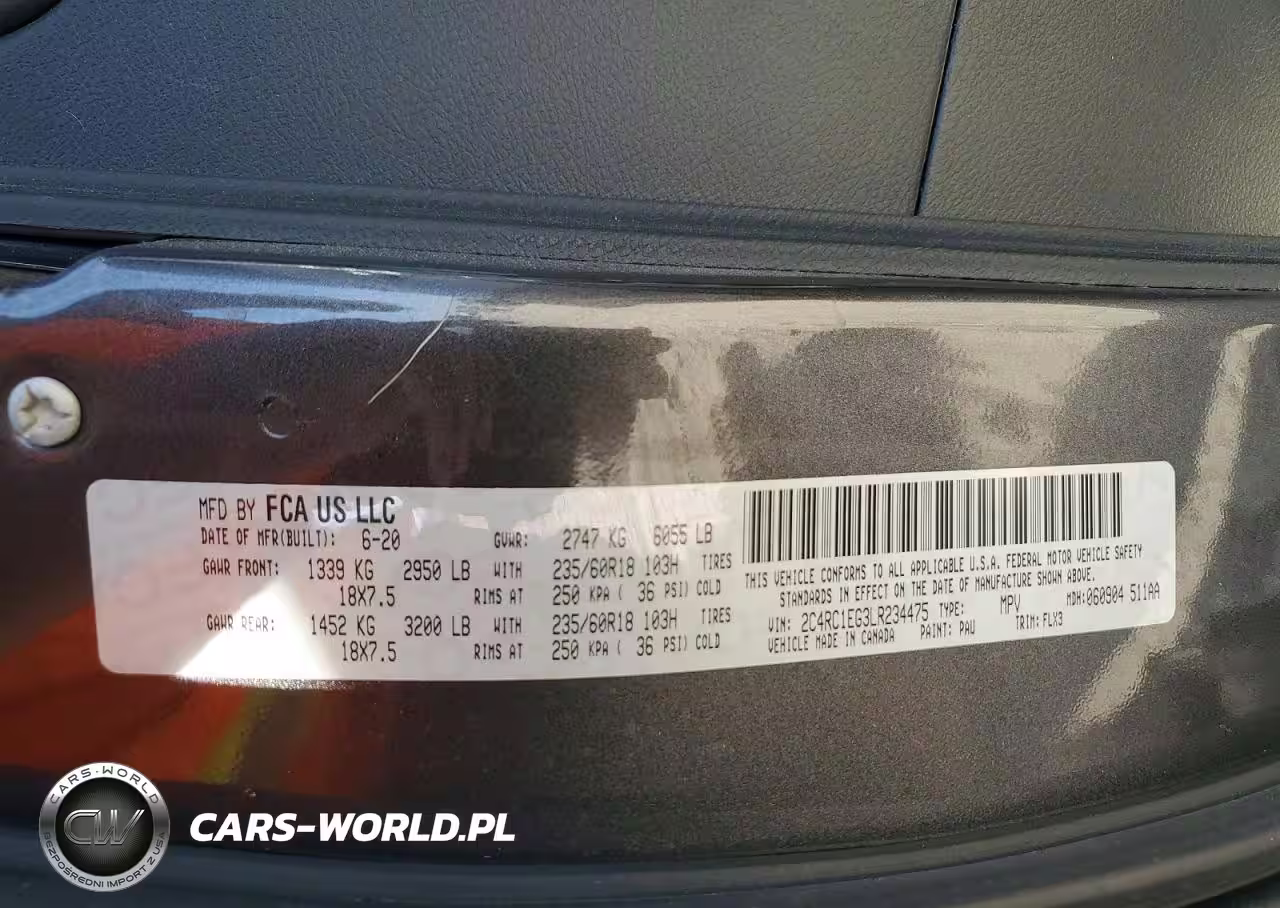 MFD BY FCA US LLC
DATE OF MFR(BUILT): 6-20 GVWR: 2747 KG 6055 LB
GAWR FRONT: 1339 KG 2950 LB WITH 235/60R18 103H TIRES
18X7.5 RIMS AT 250 KPA ( 36 PSI) COLD
GAWR REAR: 1452 KG 3200 LB WITH 235/60R18 103H TIRES
18X7.5 RIMS AT 250 KPA ( 36 PSI) COLD
THIS VEHICLE CONFORMS TO ALL APPLICABLE U.S.A. FEDERAL MOTOR VEHICLE SAFETY
STANDARDS IN EFFECT ON THE DATE OF MANUFACTURE SHOWN ABOVE.
VIN: 2C4RC1EG3LR234475 TYPE: MPV MDH:060904 511AA
VEHICLE MADE IN CANADA PAINT: PAU TRIM: FLX3
CARS-WORLD
CW
BEZPOŚREDNI IMPORT Z USA
CARS-WORLD.PL